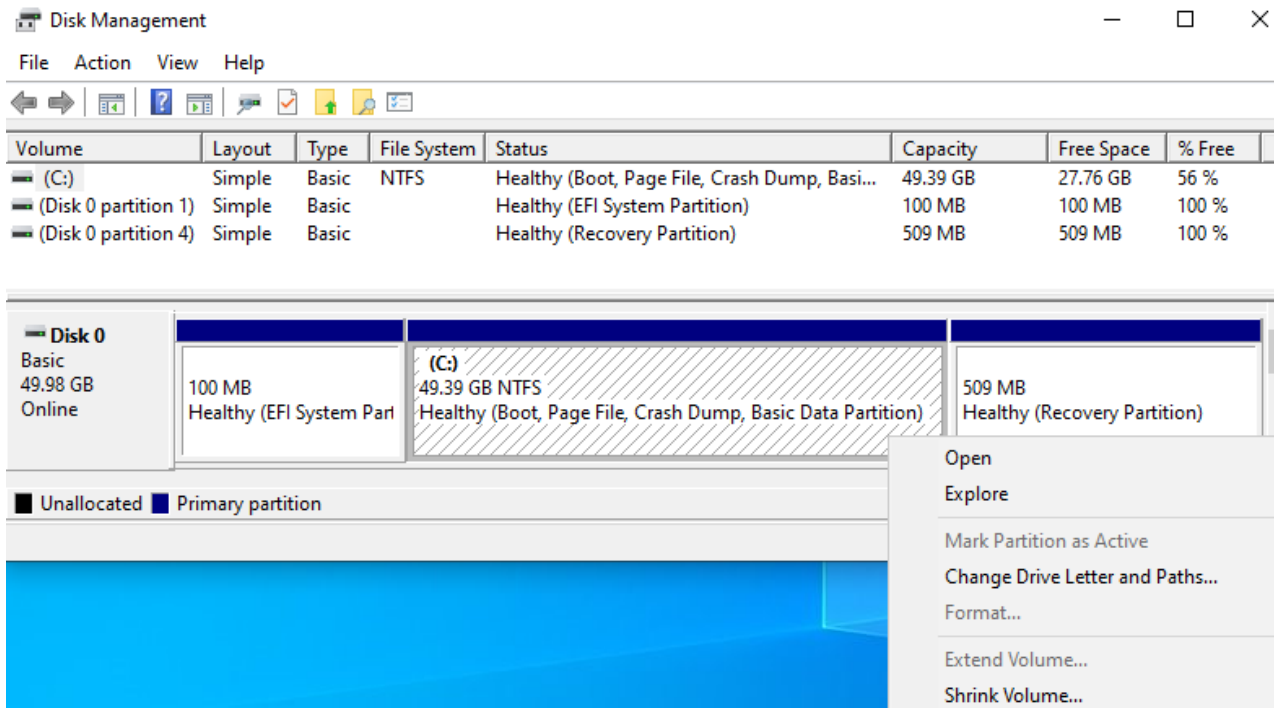 Disk Management
File Action View Help
Volume Layout Type File System Status Capacity Free Space % Free
(C:) Simple Basic NTFS Healthy (Boot, Page File, Crash Dump, Basi... 49.39 GB 27.76 GB 56 %
(Disk 0 partition 1) Simple Basic Healthy (EFI System Partition) 100 MB 100 MB 100 %
(Disk 0 partition 4) Simple Basic Healthy (Recovery Partition) 509 MB 509 MB 100 %
Disk 0
Basic
49.98 GB
Online
100 MB
Healthy (EFI System Part
(C:)
49.39 GB NTFS
Healthy (Boot, Page File, Crash Dump, Basic Data Partition)
509 MB
Healthy (Recovery Partition)
Unallocated Primary partition
Open
Explore
Mark Partition as Active
Change Drive Letter and Paths...
Format...
Extend Volume...
Shrink Volume...